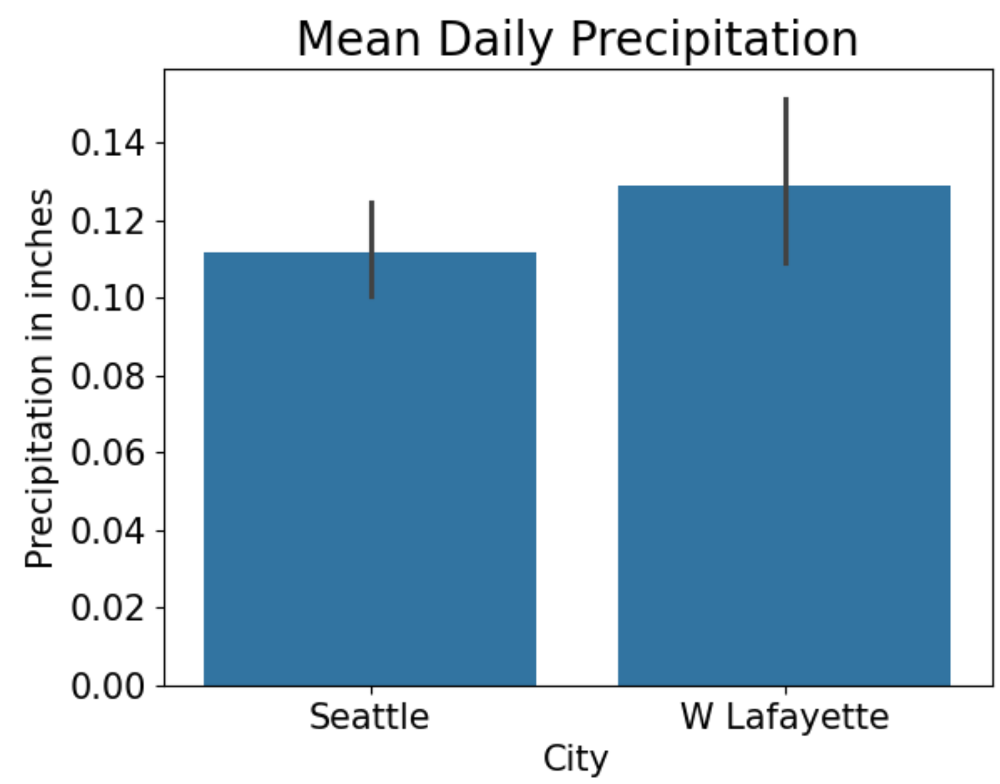 Mean Daily Precipitation
Precipitation in inches
0.14
0.12
0.10
0.08
0.06
0.04
0.02
0.00
Seattle W Lafayette
City